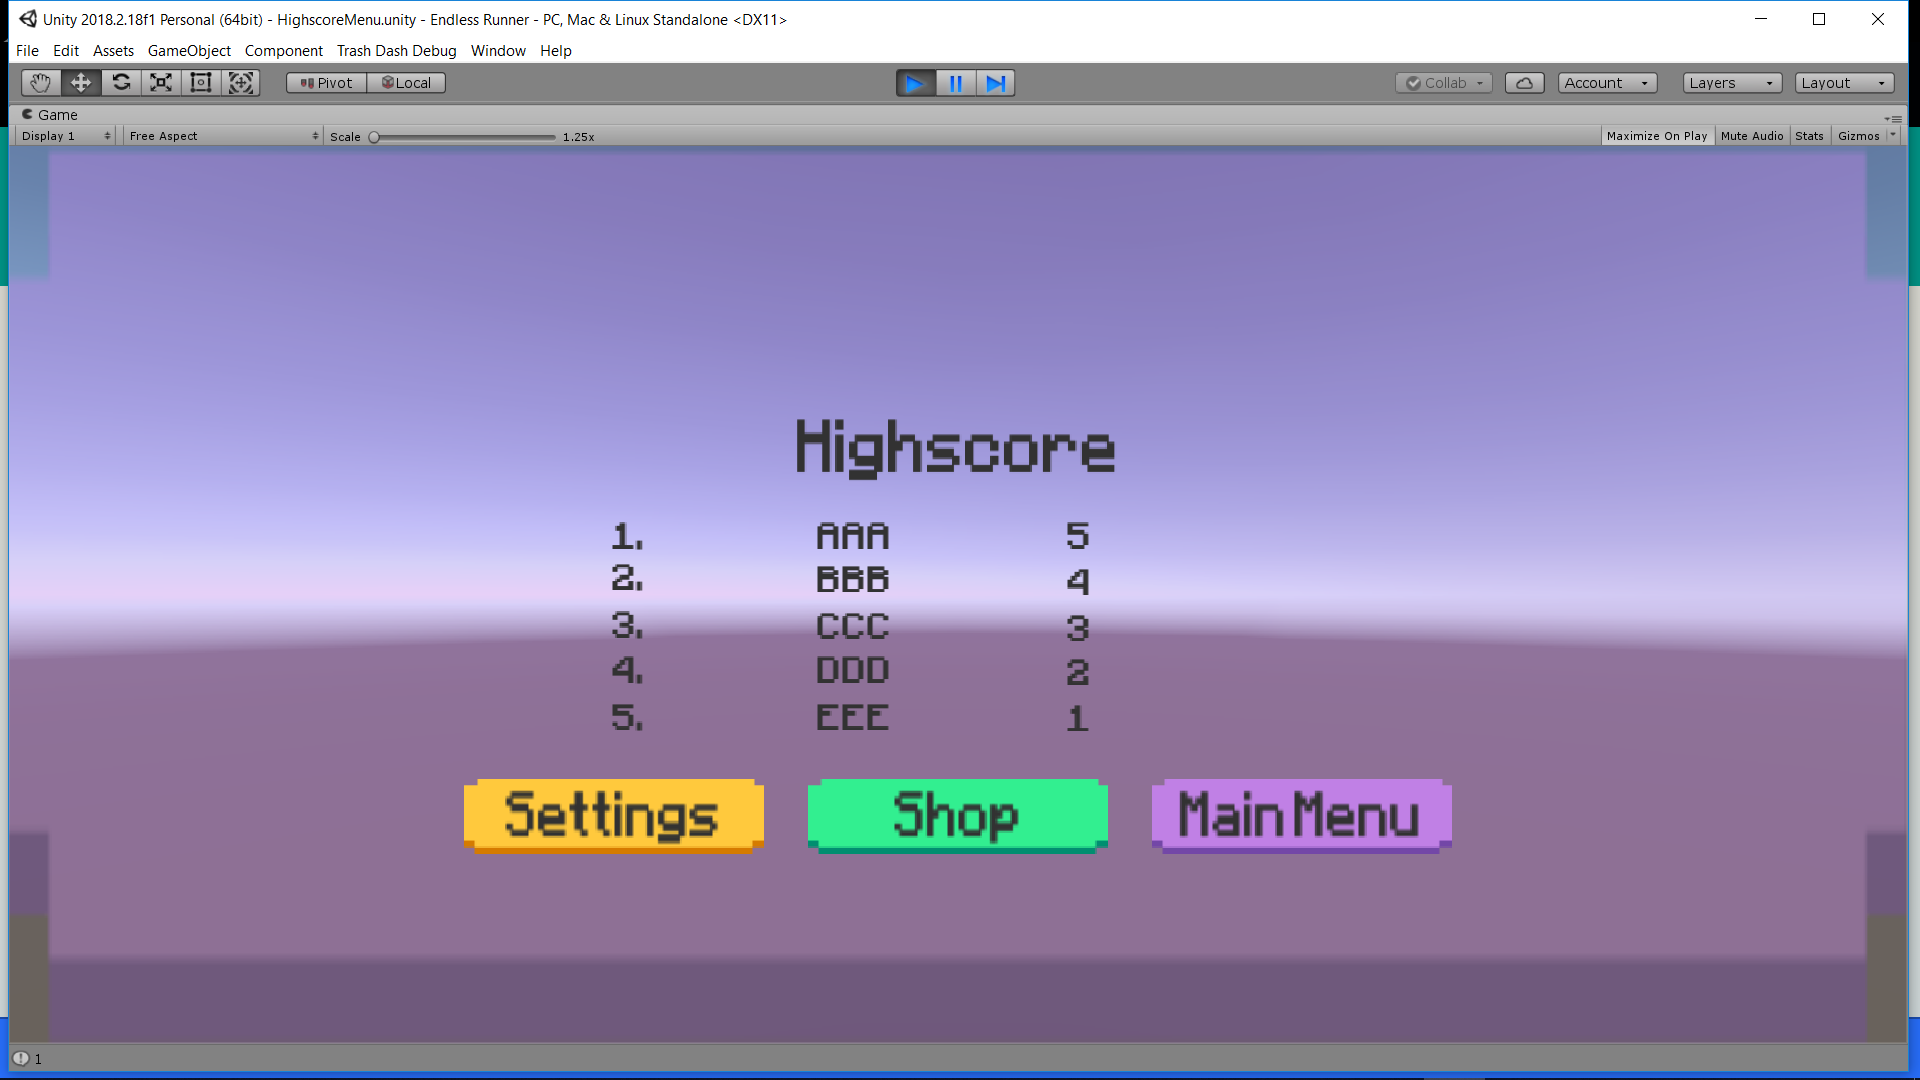 Unity 2018.2.18f1 Personal (64bit) - HighscoreMenu.unity - Endless Runner - PC, Mac & Linux Standalone <DX11>
File Edit Assets GameObject Component Trash Dash Debug Window Help
Pivot Local Collab Account Layers Layout
Game
Display 1 Free Aspect Scale 1.25x Maximize On Play Mute Audio Stats Gizmos
Highscore
1. AAA 5
2. BBB 4
3. CCC 3
4. DDD 2
5. EEE 1
Settings Shop Main Menu
1